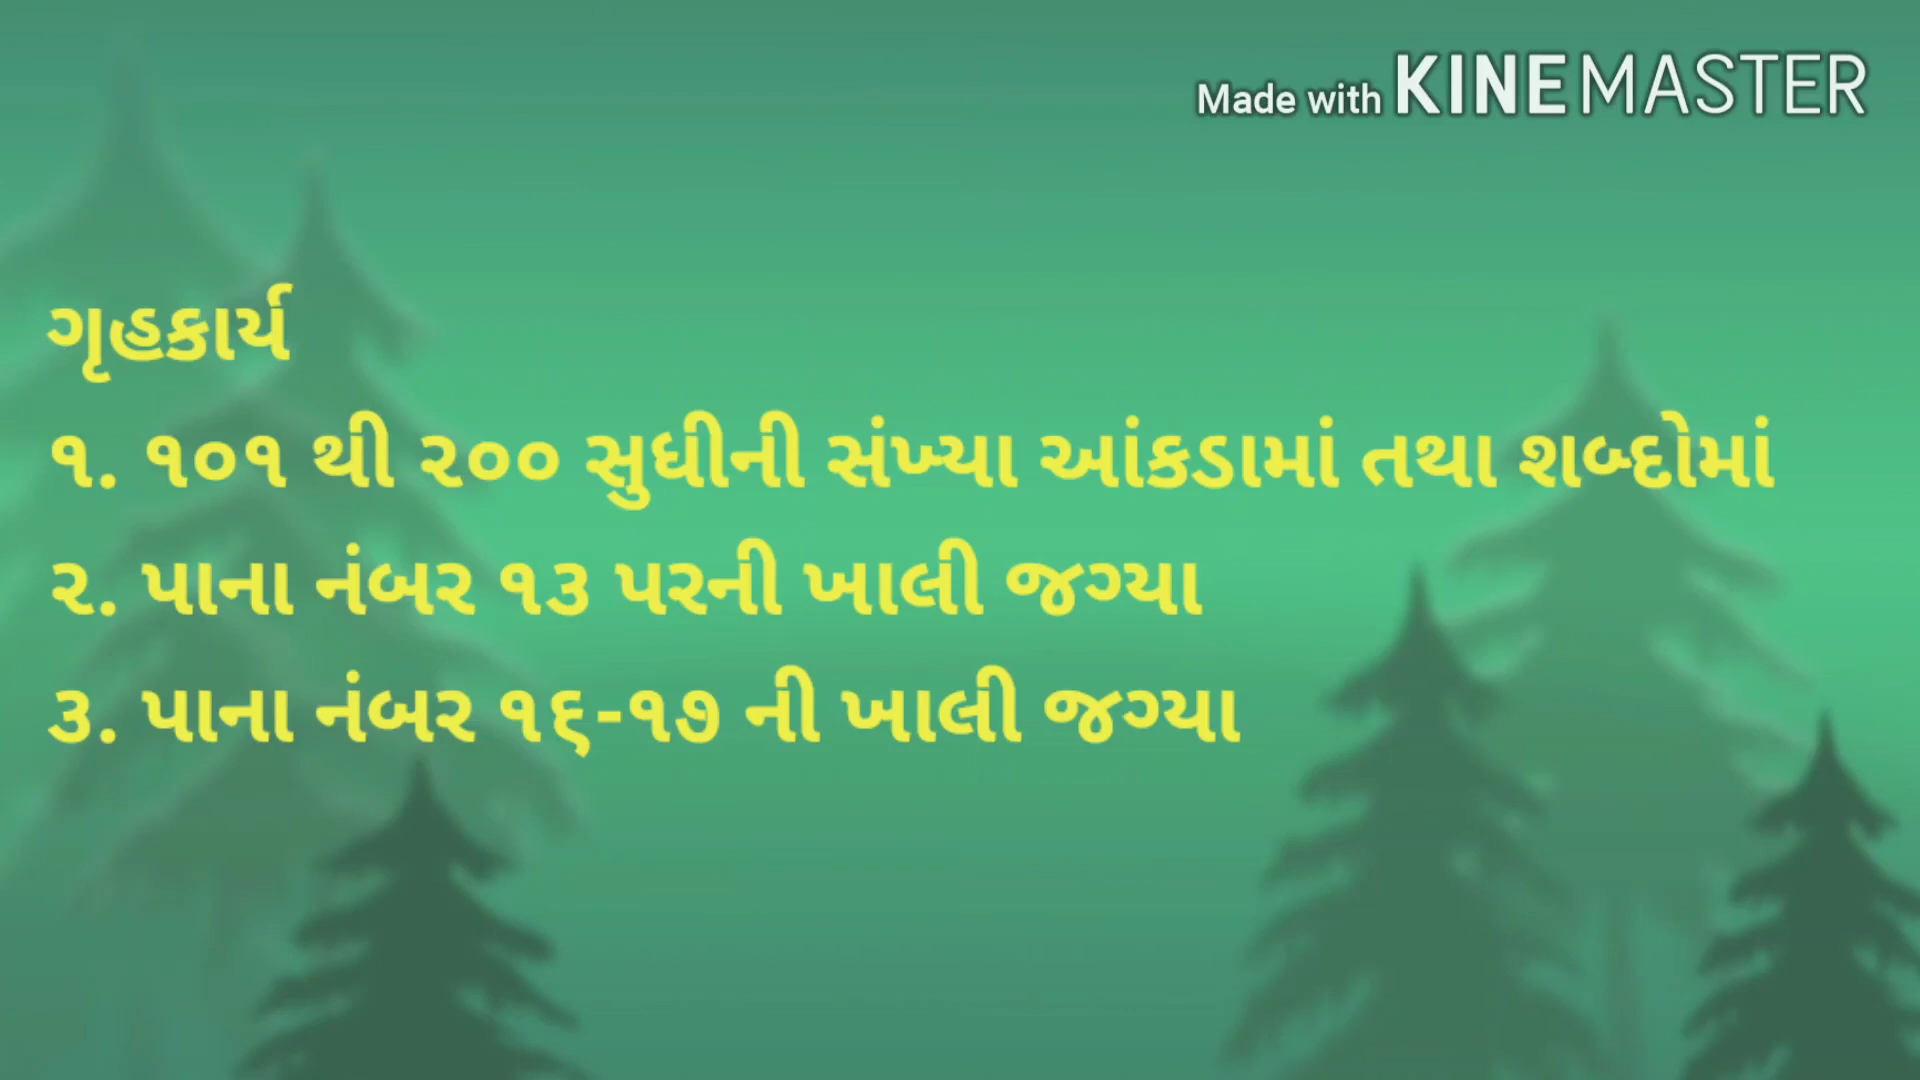 Made with KINEMASTER
ગૃહકાર્ય
૧. ૧૦૧ થી ૨૦૦ સુધીની સંખ્યા આંકડામાં તથા શબ્દોમાં
૨. પાના નંબર ૧૩ પરની ખાલી જગ્યા
૩. પાના નંબર ૧૬-૧૭ ની ખાલી જગ્યા